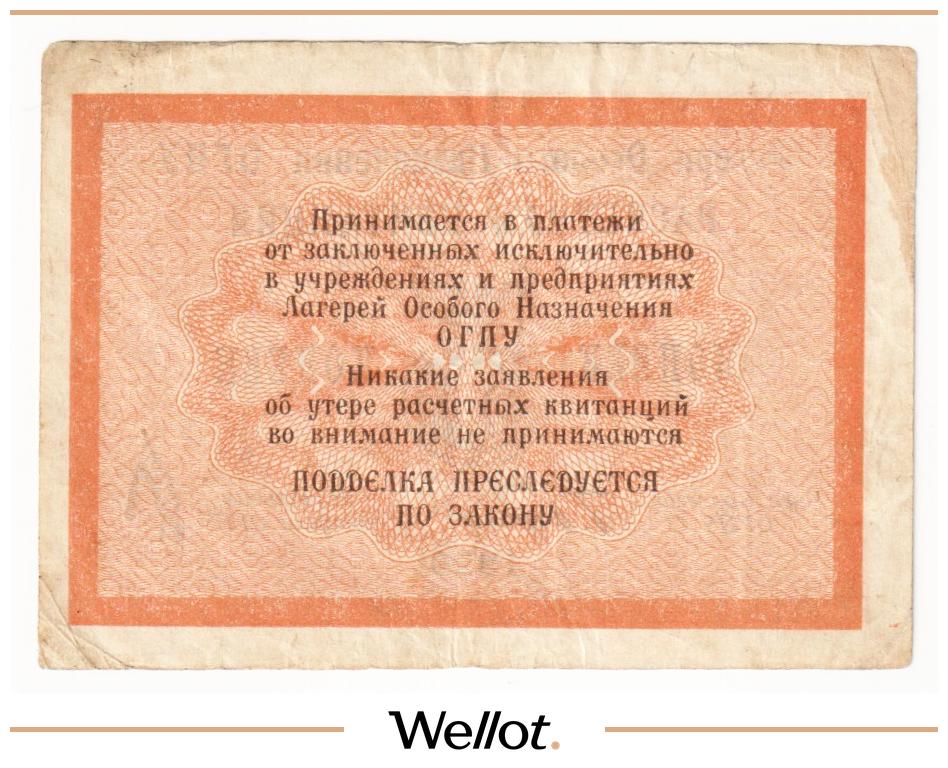 Принимается в платежи
от заключенных исключительно
в учреждениях и предприятиях
Лагерей Особого Назначения
ОГПУ
Никакие заявления
об утере расчетных квитанций
во внимание не принимаются
ПОДДЕЛКА ПРЕСЛЕДУЕТСЯ
ПО ЗАКОНУ
Wellot.